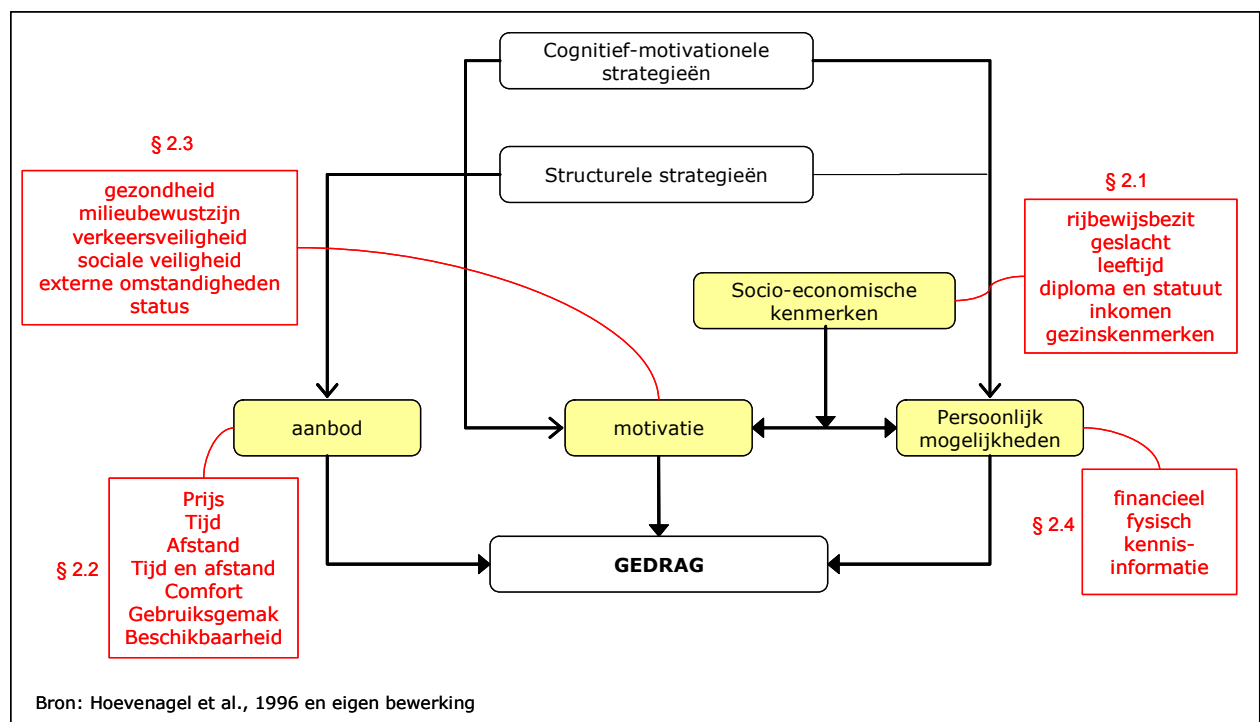 Cognitief-motivationele
strategieën
§ 2.3
Structurele strategieën
gezondheid
milieubewustzijn
verkeersveiligheid
sociale veiligheid
externe omstandigheden
status
§ 2.1
rijbewijsbezit
geslacht
leeftijd
diploma en statuut
inkomen
gezinskenmerken
Socio-economische
kenmerken
aanbod
motivatie
Persoonlijk
mogelijkheden
§ 2.2
Prijs
Tijd
Afstand
Tijd en afstand
Comfort
Gebruiksgemak
Beschikbaarheid
GEDRAG
§ 2.4
financieel
fysisch
kennis-
informatie
Bron: Hoevenagel et al., 1996 en eigen bewerking